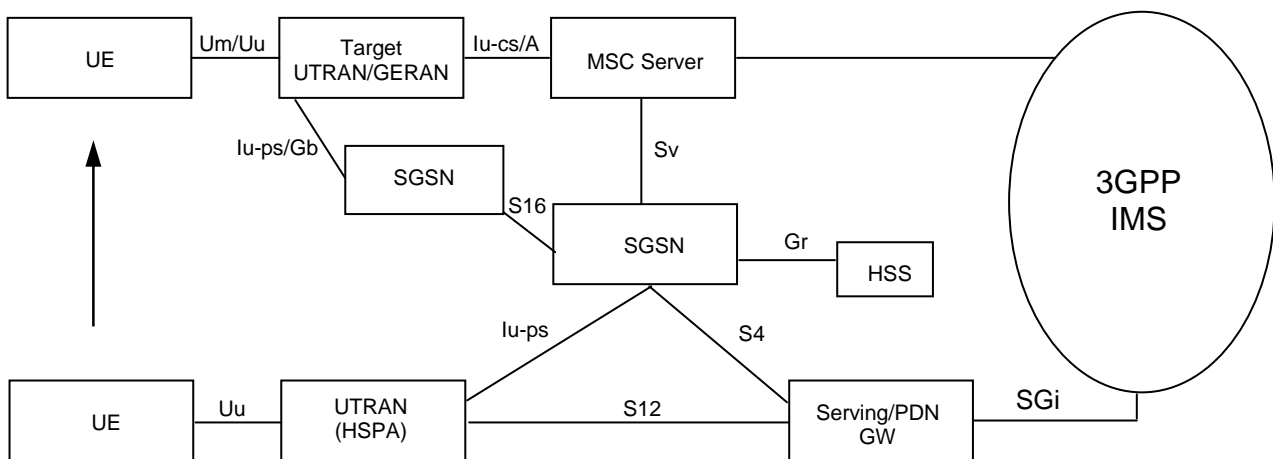 UE
Um/Uu
Target
UTRAN/GERAN
Iu-cs/A
MSC Server
Iu-ps/Gb
SGSN
S16
Sv
SGSN
Gr
HSS
3GPP
IMS
Iu-ps
S4
UE
Uu
UTRAN
(HSPA)
S12
Serving/PDN
GW
SGi